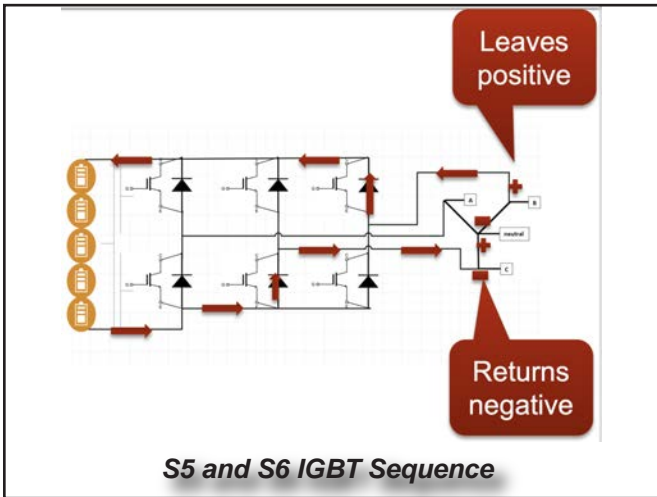 Leaves
positive
A
B
neutral
C
Returns
negative
S5 and S6 IGBT Sequence